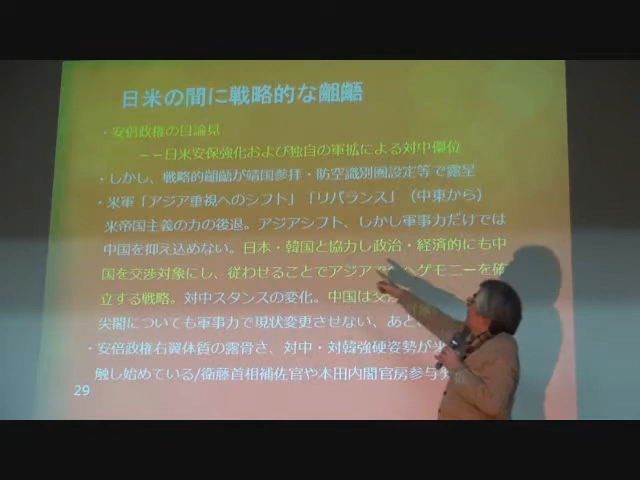 日米の間に戦略的な齟齬
・安倍政権の目論見
－－日米安保強化および独自の軍拡による対中優位
・しかし、戦略的齟齬が靖国参拝・防空識別圏設定等で露呈
・米軍「アジア重視へのシフト」「リバランス」（中東から）
米帝国主義の力の後退。アジアシフト、しかし軍事力だけでは
中国を抑え込めない。日本・韓国と協力し政治・経済的にも中
国を交渉対象にし、従わせることでアジア ヘゲモニーを確
立する戦略。対中スタンスの変化。中国は
尖閣についても軍事力で現状変更させない、あと
・安倍政権右翼体質の露骨さ、対中・対韓強硬姿勢が
触し始めている/衛藤首相補佐官や本田内閣官房参与
29